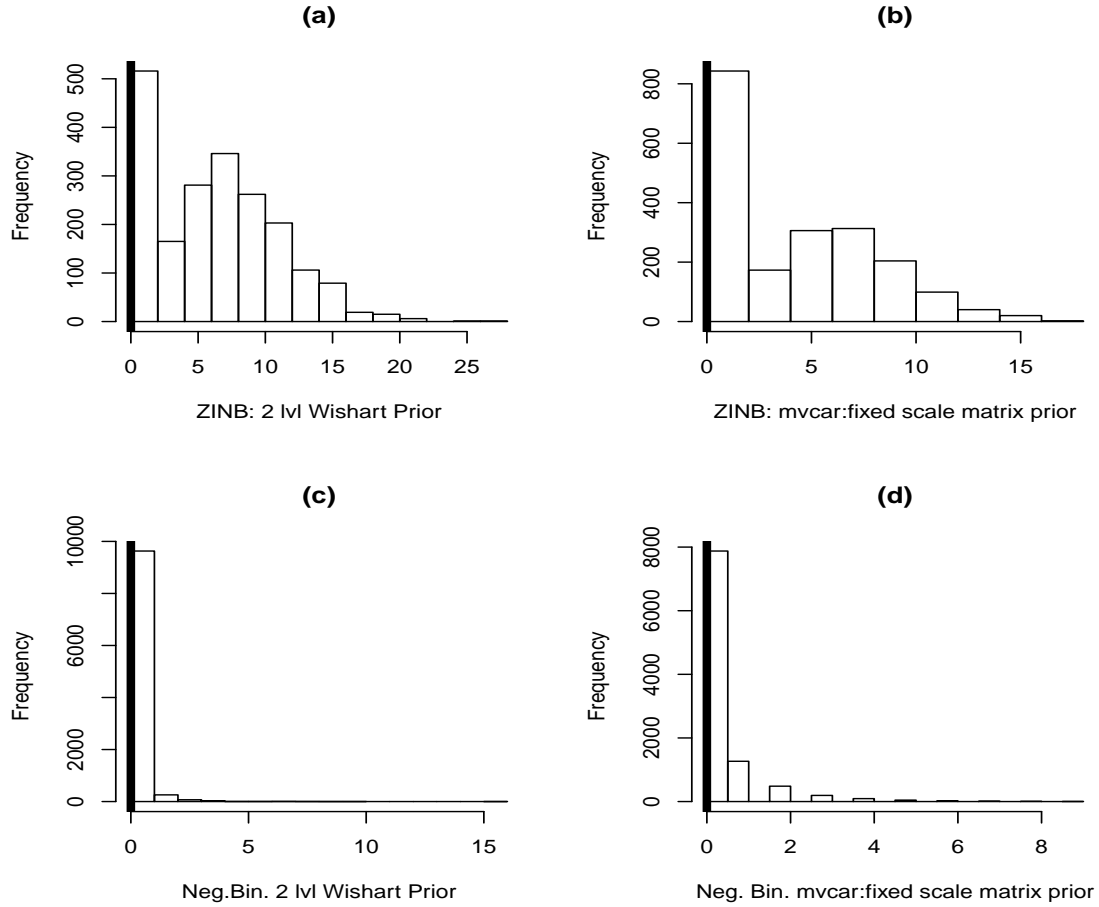 (a)
Frequency
0 100 200 300 400 500
0 5 10 15 20 25
ZINB: 2 lvl Wishart Prior
(b)
Frequency
0 200 400 600 800
0 5 10 15
ZINB: mvcar:fixed scale matrix prior
(c)
Frequency
0 2000 6000 10000
0 5 10 15
Neg.Bin. 2 lvl Wishart Prior
(d)
Frequency
0 2000 4000 6000 8000
0 2 4 6 8
Neg. Bin. mvcar:fixed scale matrix prior